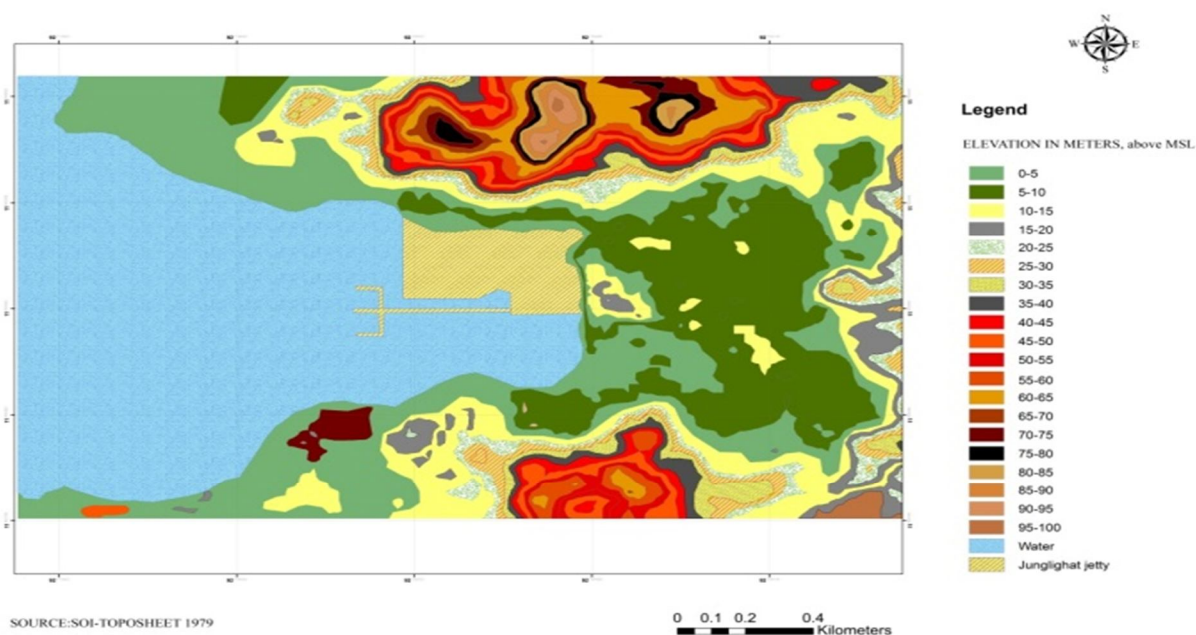 N
W E
S
Legend
ELEVATION IN METERS, above MSL
0-5
5-10
10-15
15-20
20-25
25-30
30-35
35-40
40-45
45-50
50-55
55-60
60-65
65-70
70-75
75-80
80-85
85-90
90-95
95-100
Water
Junglighat jetty
SOURCE:SOI-TOPOSHEET 1979
0 0.1 0.2 0.4
Kilometers